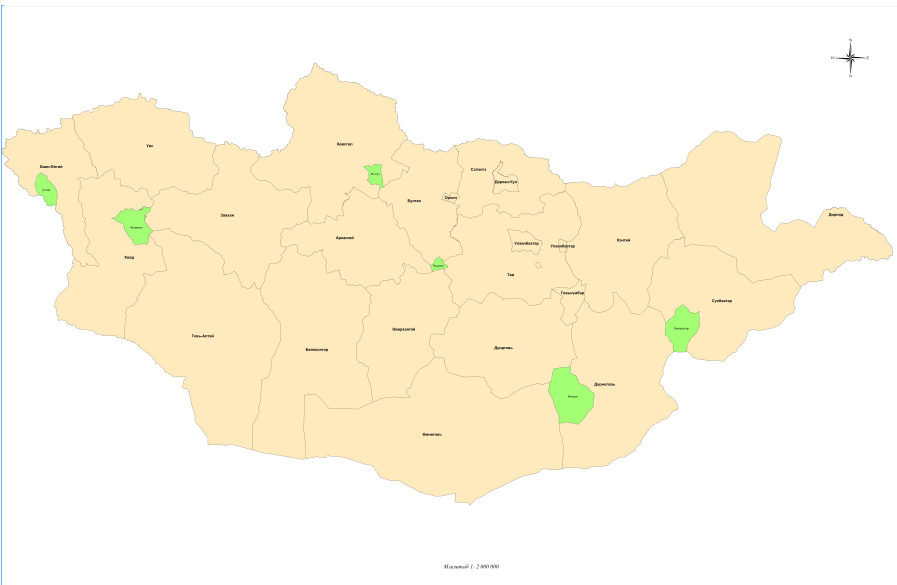 N
W E
S
Баян-Өлгий
Увс
Хөвсгөл
Сэлэнгэ
Дархан-Уул
Орхон
Булган
Завхан
Архангай
Улаанбаатар
Улаанбаатар
Хэнтий
Дорнод
Ховд
Төв
Говьсүмбэр
Сүхбаатар
Говь-Алтай
Баянхонгор
Өвөрхангай
Дундговь
Дорноговь
Өмнөговь
Масштаб 1: 2 000 000